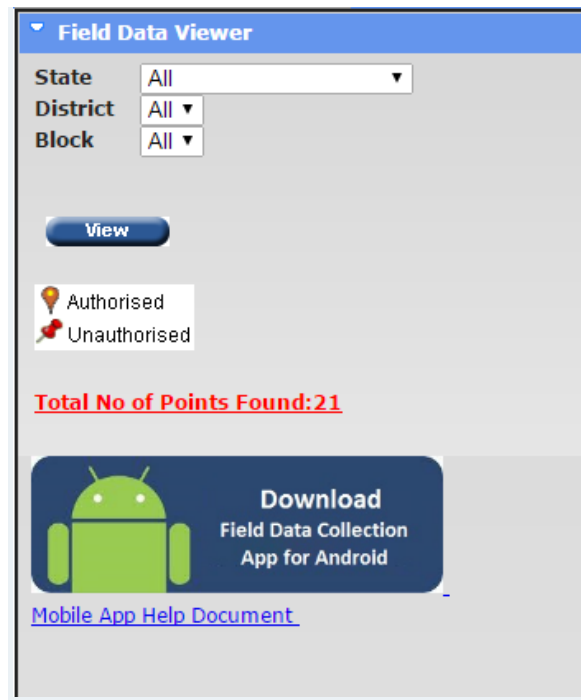 Field Data Viewer
State All
District All
Block All
View
Authorised
Unauthorised
Total No of Points Found:21
Download
Field Data Collection
App for Android
Mobile App Help Document